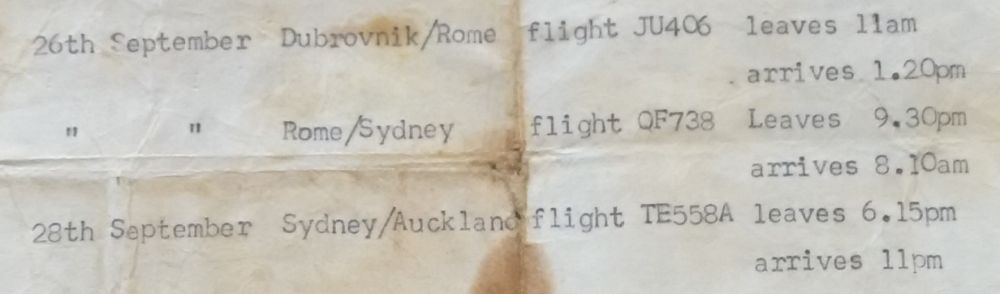 26th September Dubrovnik/Rome flight JU406 leaves 11am
arrives 1.20pm
" " Rome/Sydney flight QF738 Leaves 9.30pm
arrives 8.10am
28th September Sydney/Auckland flight TE558A leaves 6.15pm
arrives 11pm